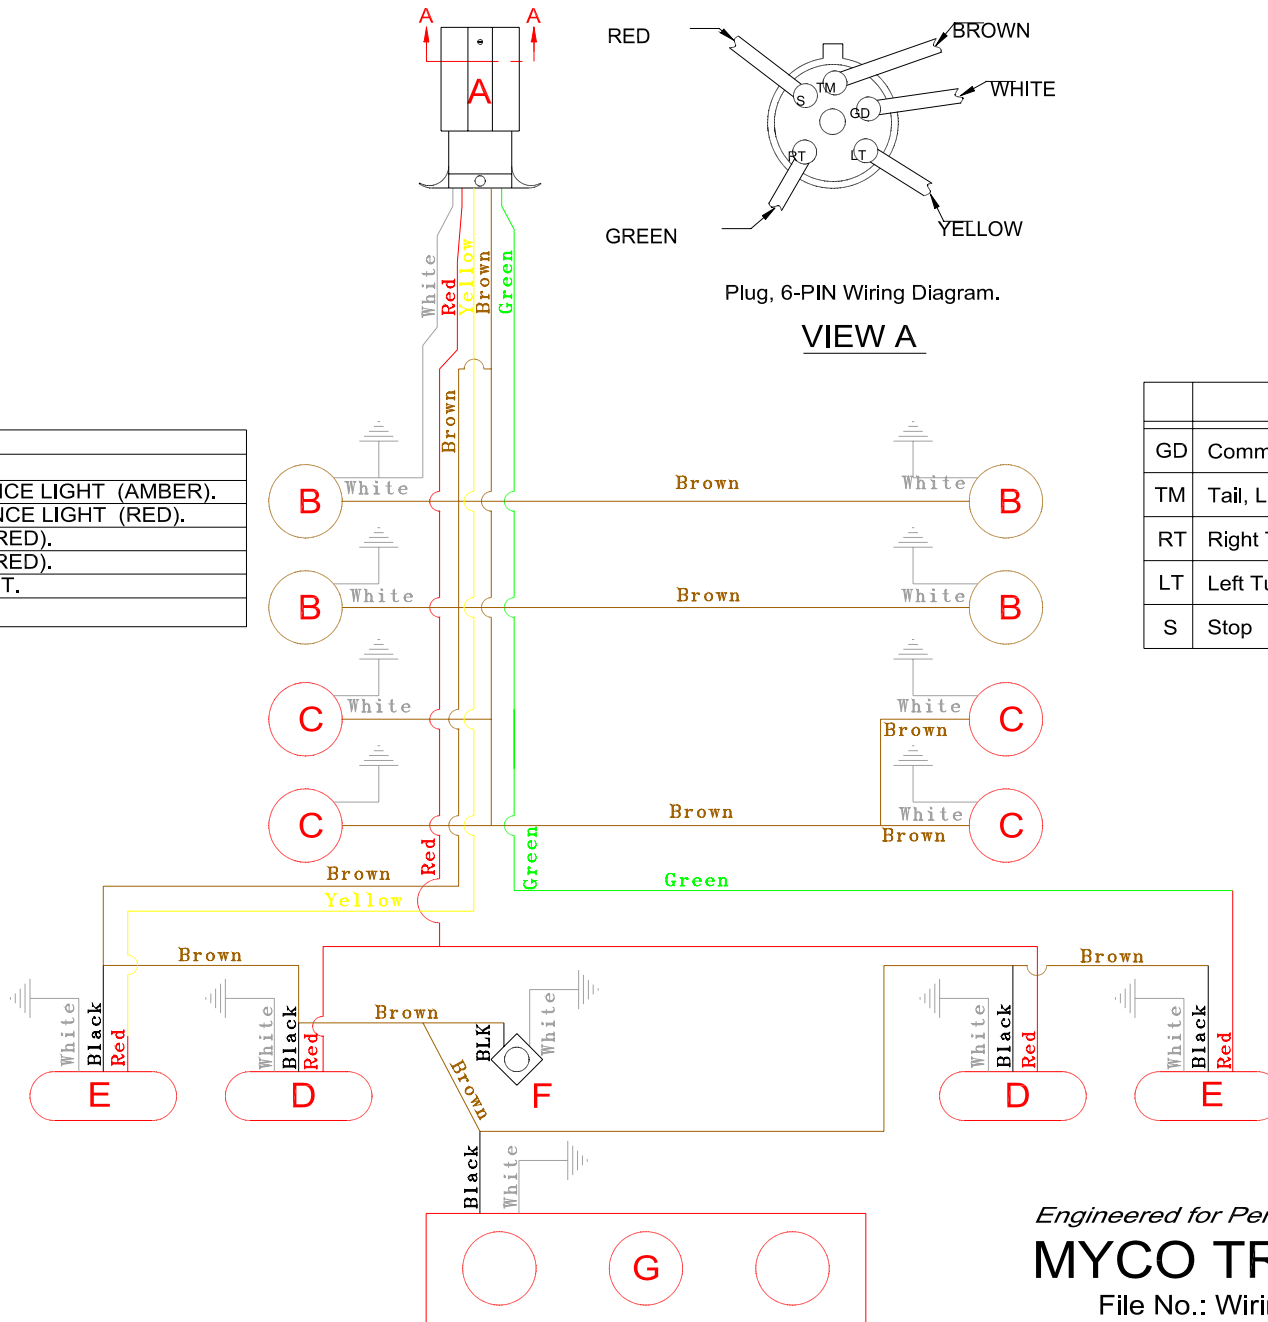 A A
RED
BROWN
TM
S
WHITE
A
GD
RT
LT
GREEN
YELLOW
White
Red
Yellow
Brown
Green
Plug, 6-PIN Wiring Diagram.
VIEW A
Brown
NCE LIGHT (AMBER).
NCE LIGHT (RED).
RED).
RED).
T.
GD Comm
TM Tail, L
RT Right T
LT Left Tu
S Stop
B White Brown White B
B White Brown White B
C White White C
Brown
C Brown White C
Brown
Red
Green
Brown
Green
Yellow
Brown
Brown
White
Black
Red
White
Black
Red
Brown
BLK
White
Brown
White
Black
Red
White
Black
Red
E D F D E
Black
White
G
Engineered for Per
MYCO TR
File No.: Wirin